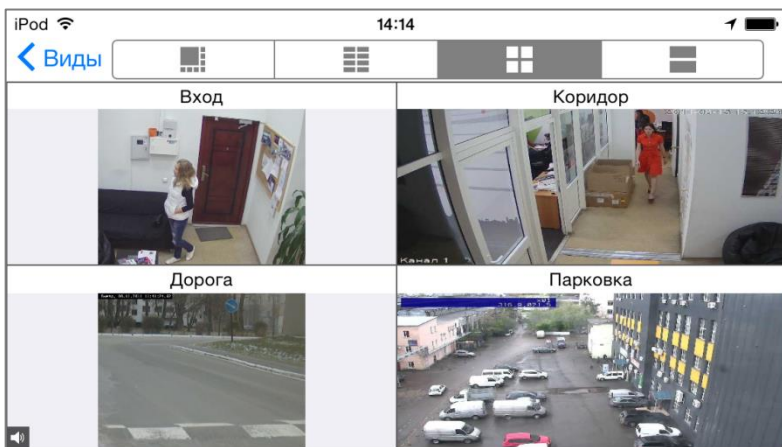 iPod 14:14
Виды
Вход
Коридор
Канал 1
Дорога
Парковка